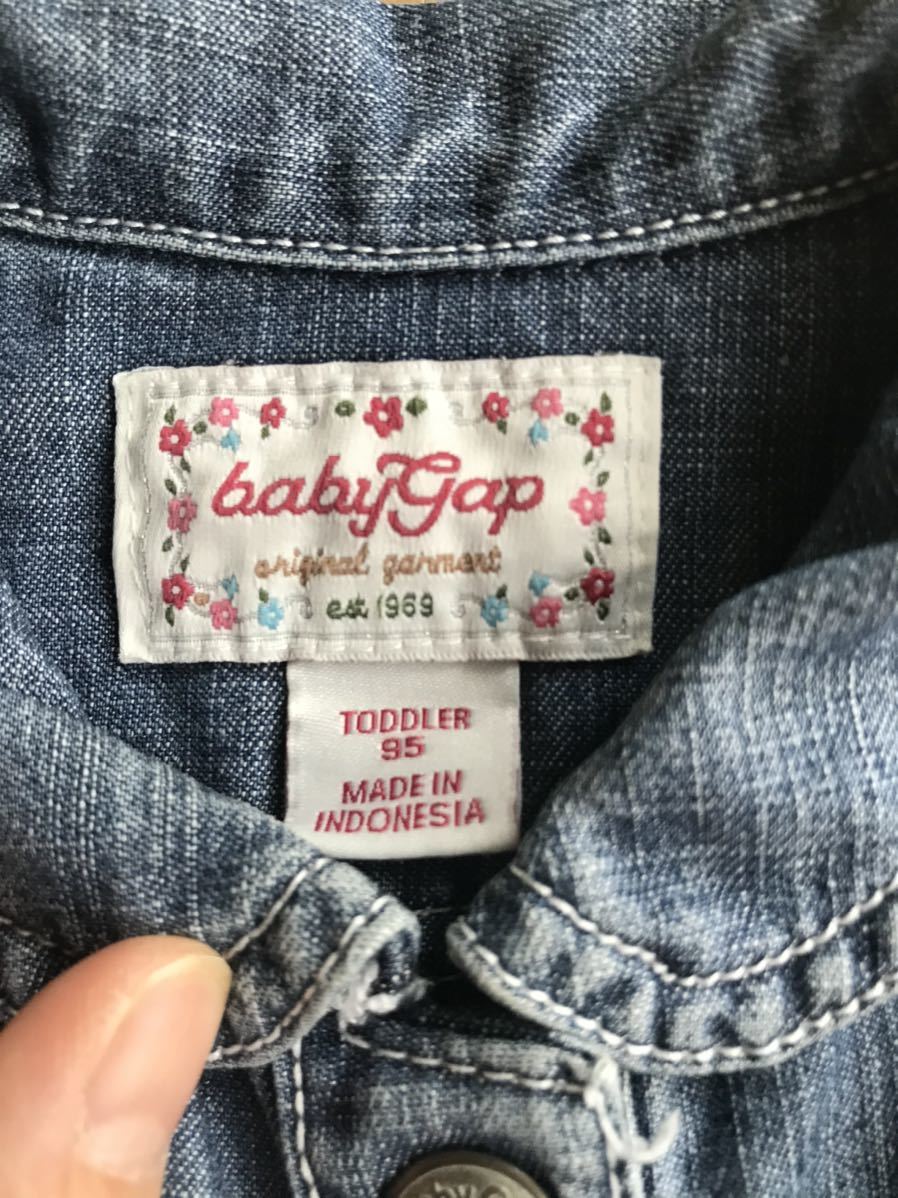 babyGap
original garment
est 1969
TODDLER
95
MADE IN
INDONESIA